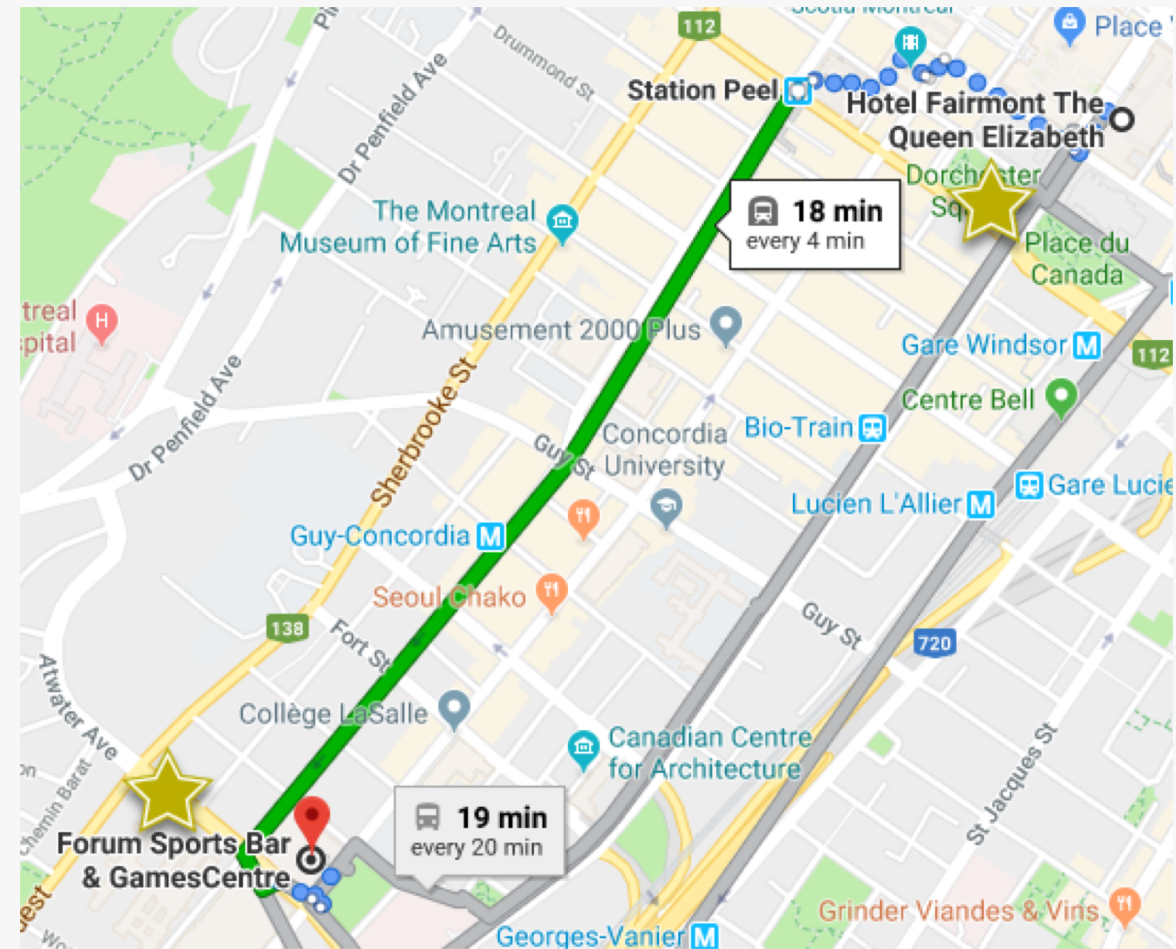 Scotia Montreal
Place
112
Drummond St
Station Peel
Hotel Fairmont The
Queen Elizabeth
Dr Penfield Ave
Dorchester
Sq
18 min
every 4 min
The Montreal
Museum of Fine Arts
Place du
Canada
treal
spital
H
Amusement 2000 Plus
Gare Windsor M
112
Centre Bell
Dr Penfield Ave
Sherbrooke St
Guy St
Concordia
University
Bio-Train
Gare Lucie
Lucien L'Allier M
Guy-Concordia M
Seoul Chako
138
Fort St
Guy St
720
Atwater Ave
Collège LaSalle
Canadian Centre
for Architecture
St Jacques St
Chemin Barat
on
19 min
every 20 min
Forum Sports Bar
& GamesCentre
est
Grinder Viandes & Vins
Georges-Vanier M